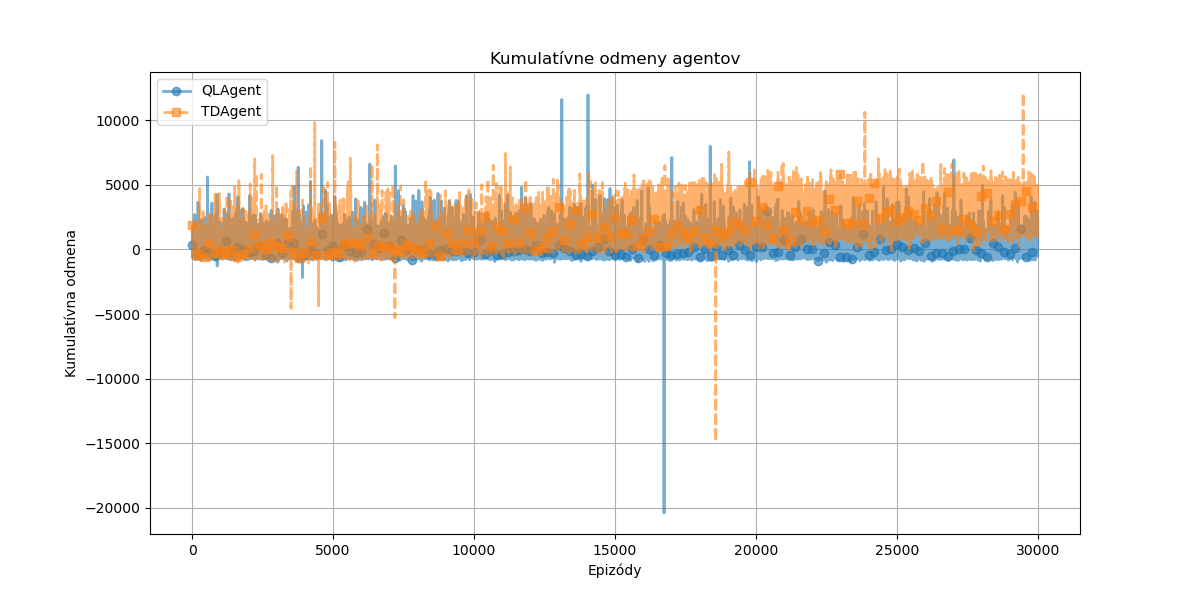 Kumulatívne odmeny agentov
QLAgent
TDAgent
10000
5000
0
−5000
−10000
−15000
−20000
Kumulatívna odmena
0 5000 10000 15000 20000 25000 30000
Epizódy